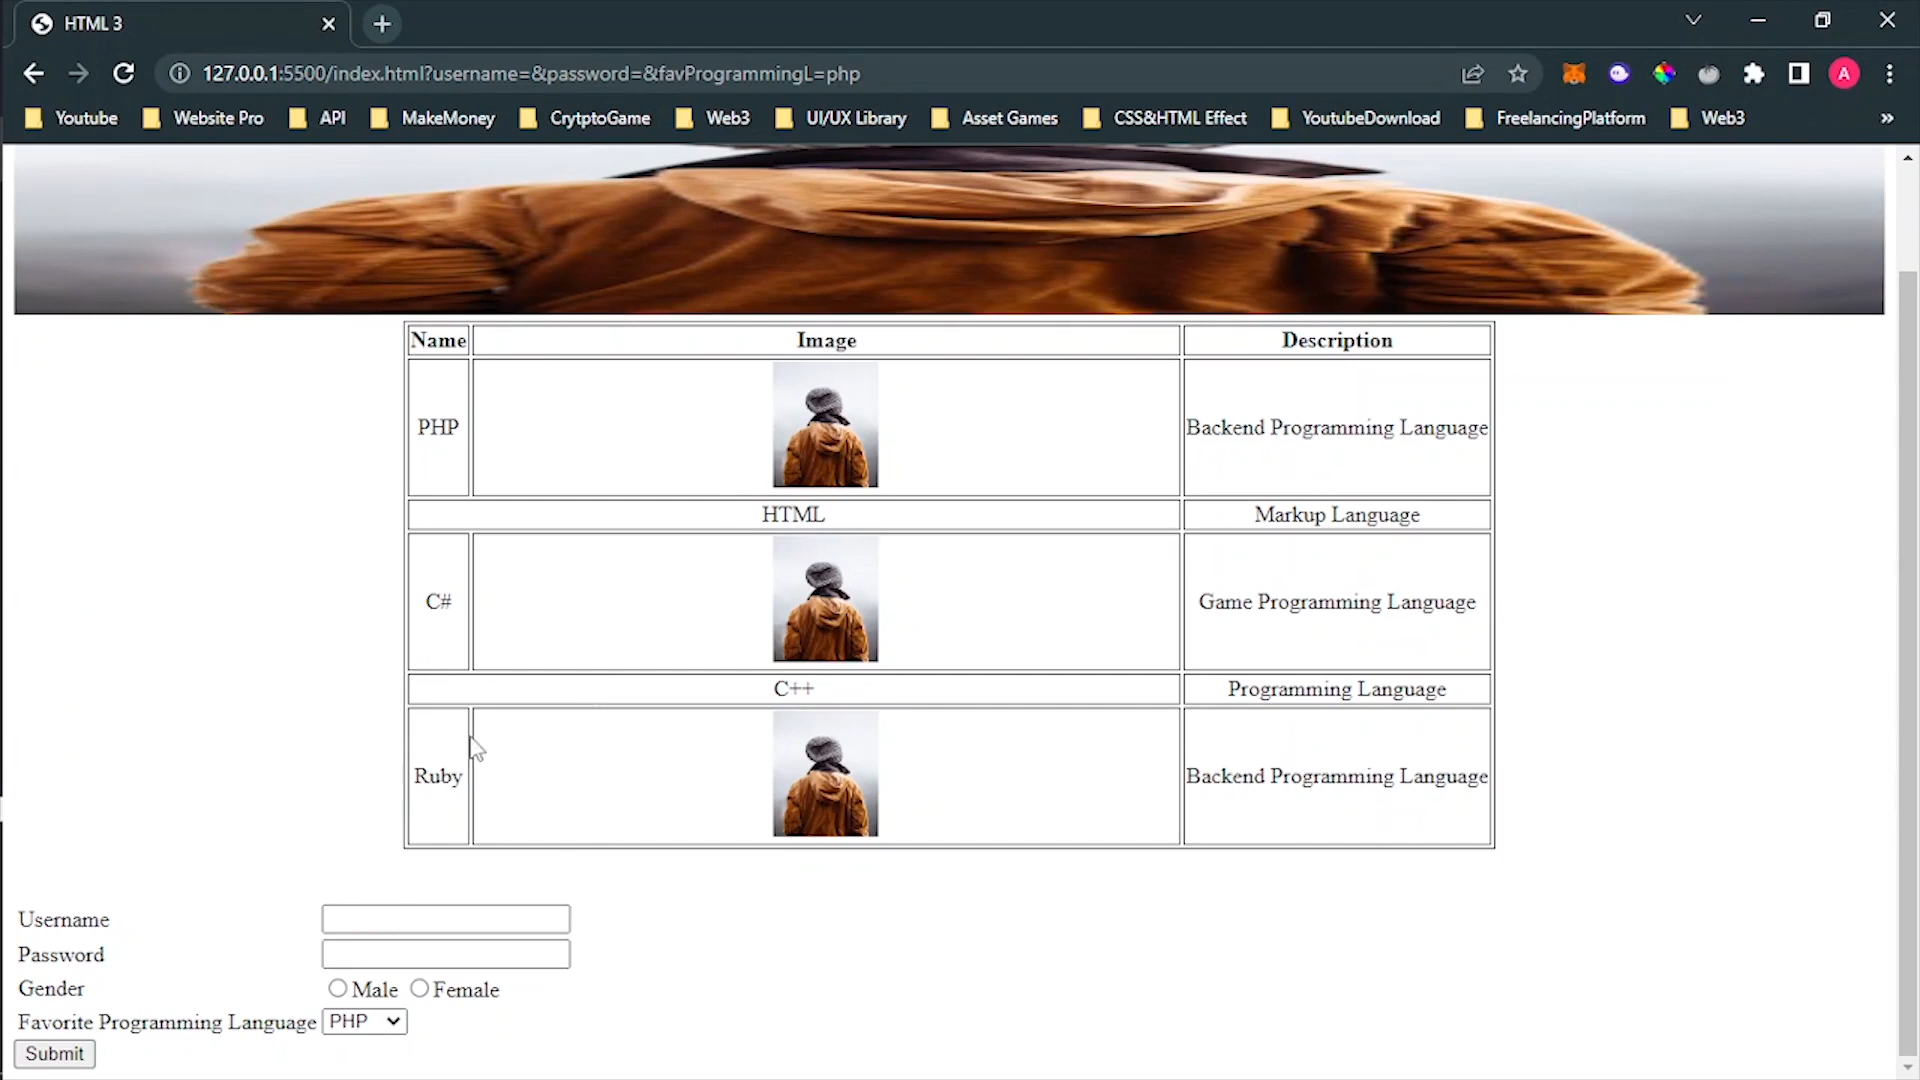 HTML 3
127.0.0.1:5500/index.html?username=&password=&favProgrammingL=php
A
Youtube Website Pro API MakeMoney CrytptoGame Web3 UI/UX Library Asset Games CSS&HTML Effect YoutubeDownload FreelancingPlatform Web3 »
Name Image Description
PHP Backend Programming Language
HTML Markup Language
C# Game Programming Language
C++ Programming Language
Ruby Backend Programming Language
Username
Password
Gender Male Female
Favorite Programming Language PHP
Submit